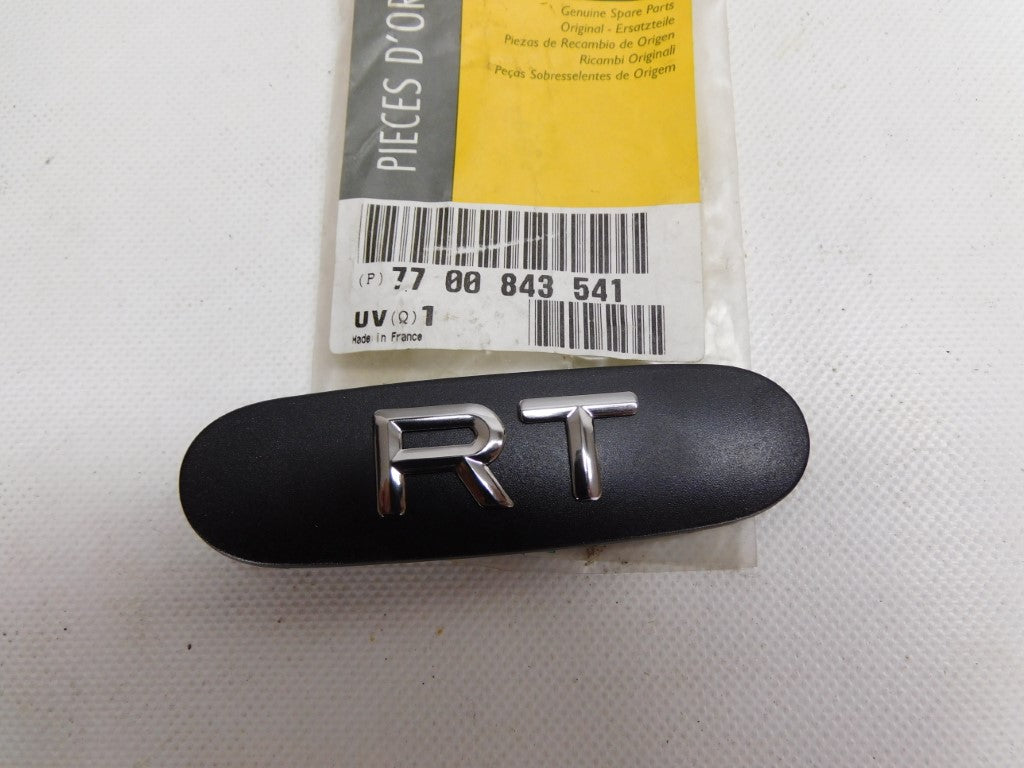 PIECES D'OR
Genuine Spare Parts
Original - Ersatzteile
Piezas de Recambio de Origen
Ricambi Originali
Peças Sobresselentes de Origem
(P) 77 00 843 541
UV(Q) 1
Made in France
RT